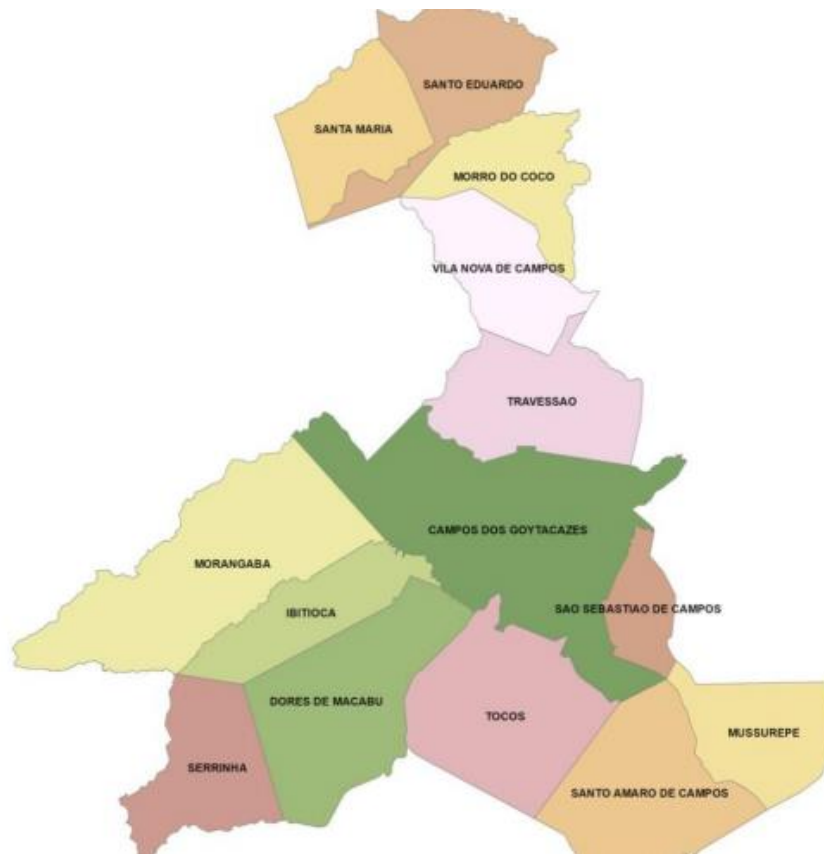 SANTO EDUARDO
SANTA MARIA
MORRO DO COCO
VILA NOVA DE CAMPOS
TRAVESSAO
CAMPOS DOS GOYTACAZES
MORANGABA
IBITIOCA
SAO SEBASTIAO DE CAMPOS
DORES DE MACABU
TOCOS
MUSSUREPE
SERRINHA
SANTO AMARO DE CAMPOS